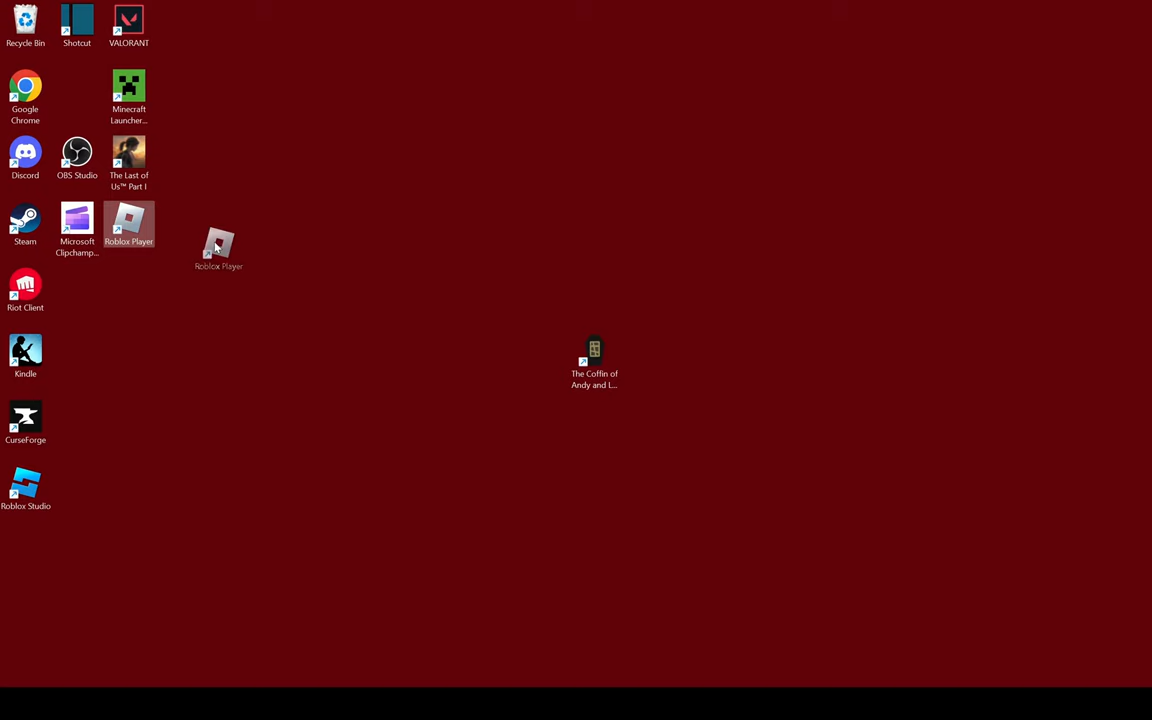 Recycle Bin
Shotcut
VALORANT
Google
Chrome
Minecraft
Launcher...
Discord
OBS Studio
The Last of
Us™ Part I
Steam
Microsoft
Clipchamp...
Roblox Player
Roblox Player
Riot Client
Kindle
The Coffin of
Andy and L...
CurseForge
Roblox Studio